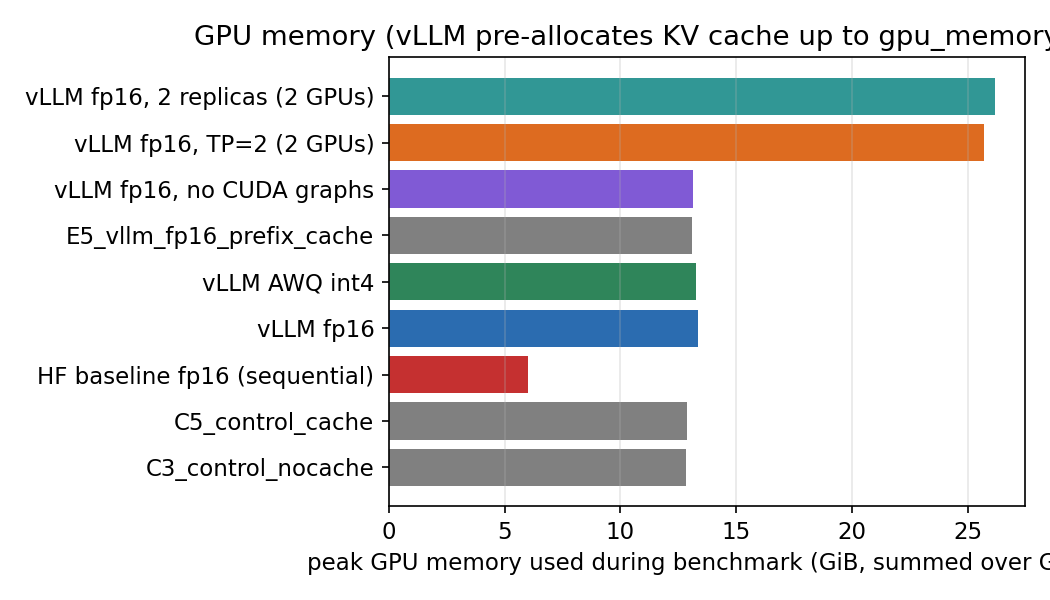 GPU memory (vLLM pre-allocates KV cache up to gpu_memory
vLLM fp16, 2 replicas (2 GPUs)
vLLM fp16, TP=2 (2 GPUs)
vLLM fp16, no CUDA graphs
E5_vllm_fp16_prefix_cache
vLLM AWQ int4
vLLM fp16
HF baseline fp16 (sequential)
C5_control_cache
C3_control_nocache
0 5 10 15 20 25
peak GPU memory used during benchmark (GiB, summed over G